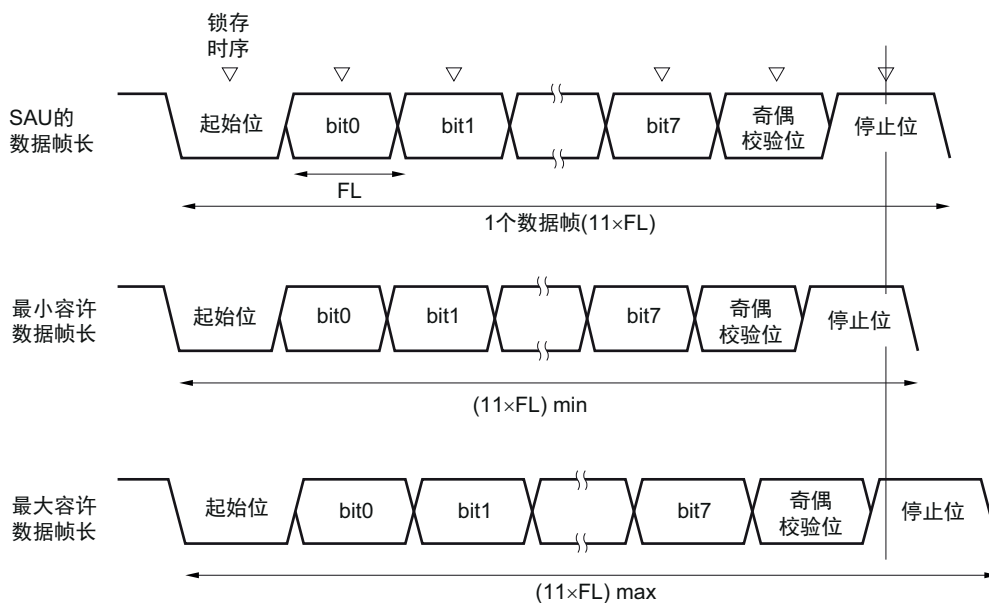 锁存
时序
SAU的
数据帧长
起始位
bit0
bit1
bit7
奇偶
校验位
停止位
FL
1个数据帧(11×FL)
最小容许
数据帧长
起始位
bit0
bit1
bit7
奇偶
校验位
停止位
(11×FL) min
最大容许
数据帧长
起始位
bit0
bit1
bit7
奇偶
校验位
停止位
(11×FL) max